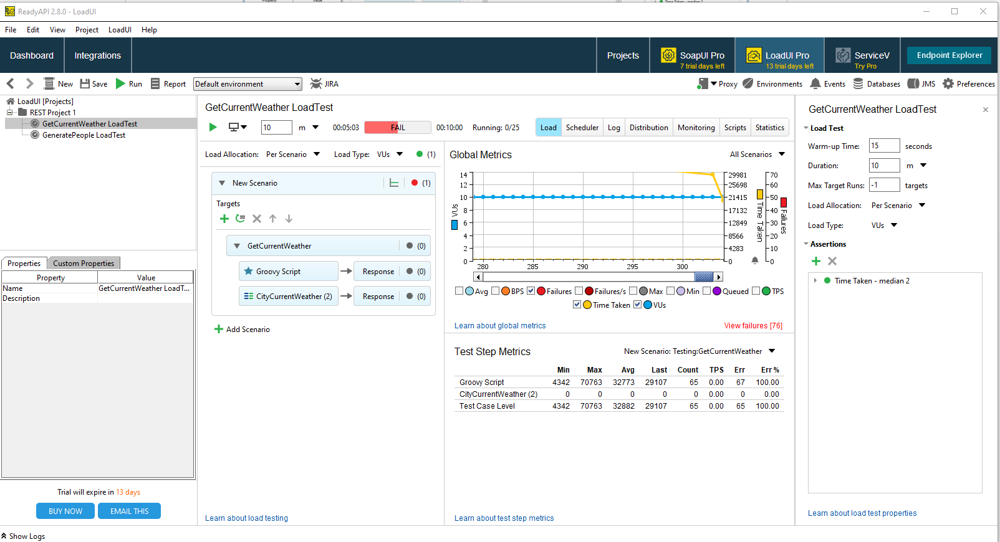 ReadyAPI 2.8.0 - LoadUI
File Edit View Project LoadUI Help
Dashboard Integrations Projects SoapUI Pro LoadUI Pro ServiceV Endpoint Explorer
7 trial days left 13 trial days left Try Pro
New Save Run Report Default environment JIRA Proxy Environments Events Databases JMS Preferences
LoadUI [Projects]
REST Project 1
GetCurrentWeather LoadTest
GeneratePeople LoadTest
Properties Custom Properties
Property Value
Name GetCurrentWeather LoadT...
Description
Trial will expire in 13 days
BUY NOW EMAIL THIS
Show Logs
GetCurrentWeather LoadTest
10 m 00:05:03 FAIL 00:10:00 Running: 0/25 Load Scheduler Log Distribution Monitoring Scripts Statistics
Load Allocation: Per Scenario Load Type: VUs (1)
New Scenario (1)
Targets
GetCurrentWeather (0)
Groovy Script Response (0)
CityCurrentWeather (2) Response (0)
Add Scenario
Learn about load testing
Global Metrics All Scenarios
14 29981 70
12 25698 60
10 21415 50
8 17132 40
6 12849 30
4 8566 20
2 4283 10
0 0 0
VUs
Time Taken
Failures
280 285 290 295 300
Avg BPS Failures Failures/s Max Min Queued TPS
Time Taken VUs
Learn about global metrics View failures [76]
Test Step Metrics New Scenario: Testing:GetCurrentWeather
Min Max Avg Last Count TPS Err Err %
Groovy Script 4342 70763 32773 29107 65 0.00 67 100.00
CityCurrentWeather (2) 0 0 0 0 0 0.00 0 0.00
Test Case Level 4342 70763 32882 29107 65 0.00 65 100.00
Learn about test step metrics
GetCurrentWeather LoadTest
Load Test
Warm-up Time: 15 seconds
Duration: 10 m
Max Target Runs: -1 targets
Load Allocation: Per Scenario
Load Type: VUs
Assertions
Time Taken - median 2
Learn about load test properties